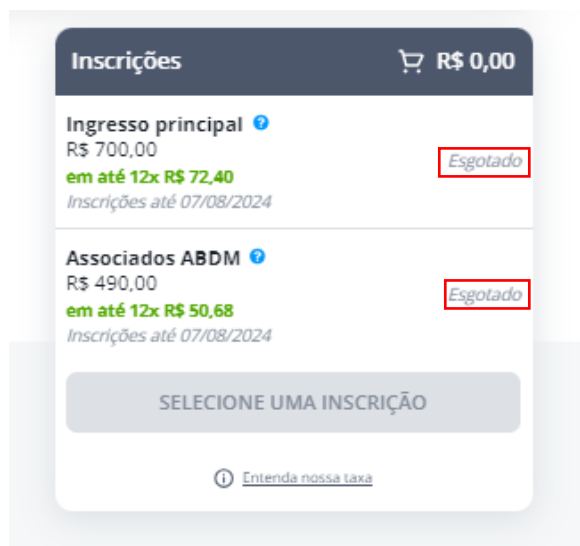 Inscrições R$ 0,00
Ingresso principal ?
R$ 700,00
em até 12x R$ 72,40
Esgotado
Inscrições até 07/08/2024
Associados ABDM ?
R$ 490,00
em até 12x R$ 50,68
Esgotado
Inscrições até 07/08/2024
SELECIONE UMA INSCRIÇÃO
Entenda nossa taxa